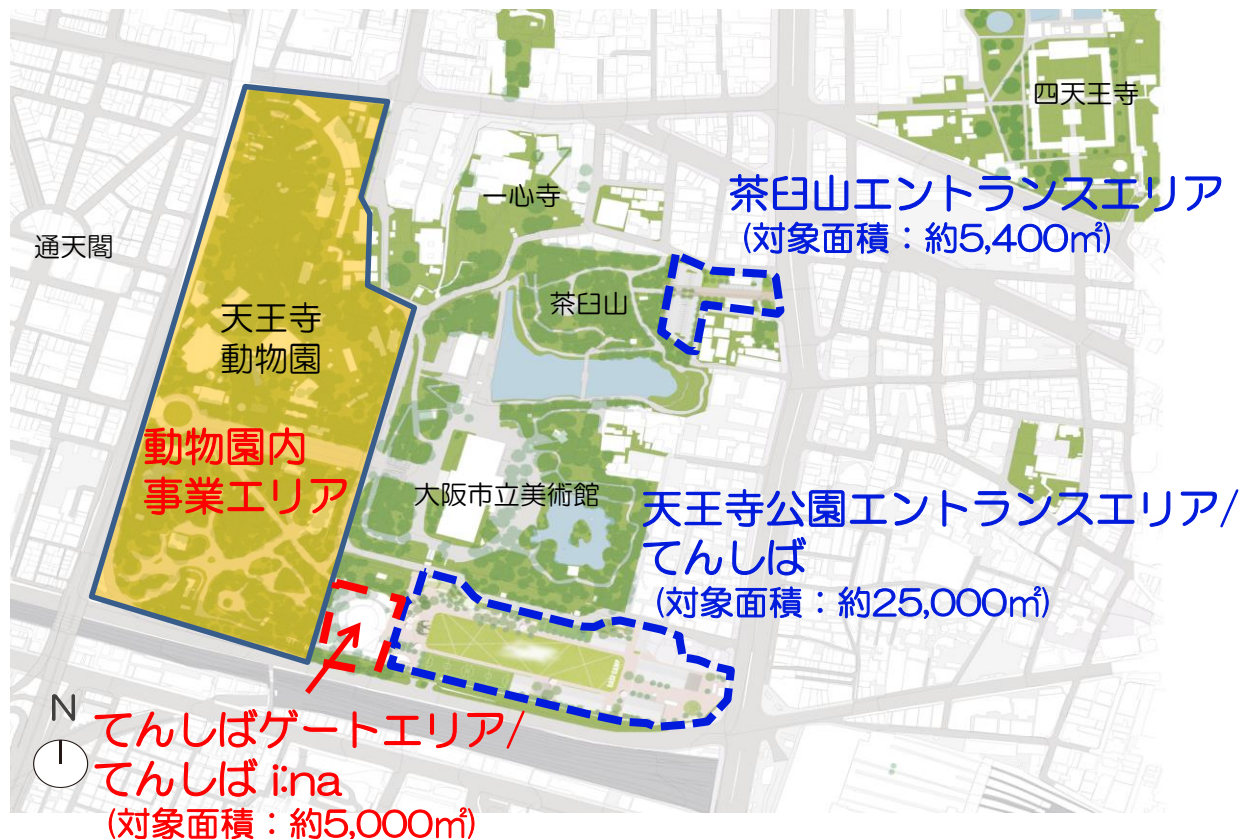 四天王寺
茶臼山エントランスエリア
(対象面積：約5,400㎡)
一心寺
通天閣
茶臼山
天王寺
動物園
動物園内
事業エリア
大阪市立美術館
天王寺公園エントランスエリア/
てんしば
(対象面積：約25,000㎡)
N
てんしばゲートエリア/
てんしば i:na
(対象面積：約5,000㎡)